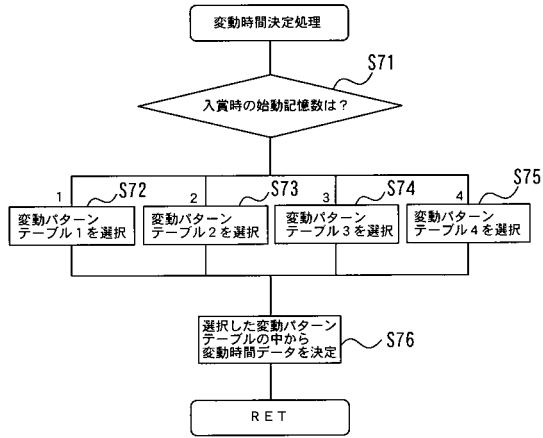 変動時間決定処理
S71
入賞時の始動記憶数は？
1
S72
変動パターン
テーブル１を選択
2
S73
変動パターン
テーブル２を選択
3
S74
変動パターン
テーブル３を選択
4
S75
変動パターン
テーブル４を選択
選択した変動パターン
テーブルの中から
変動時間データを決定
S76
ＲＥＴ